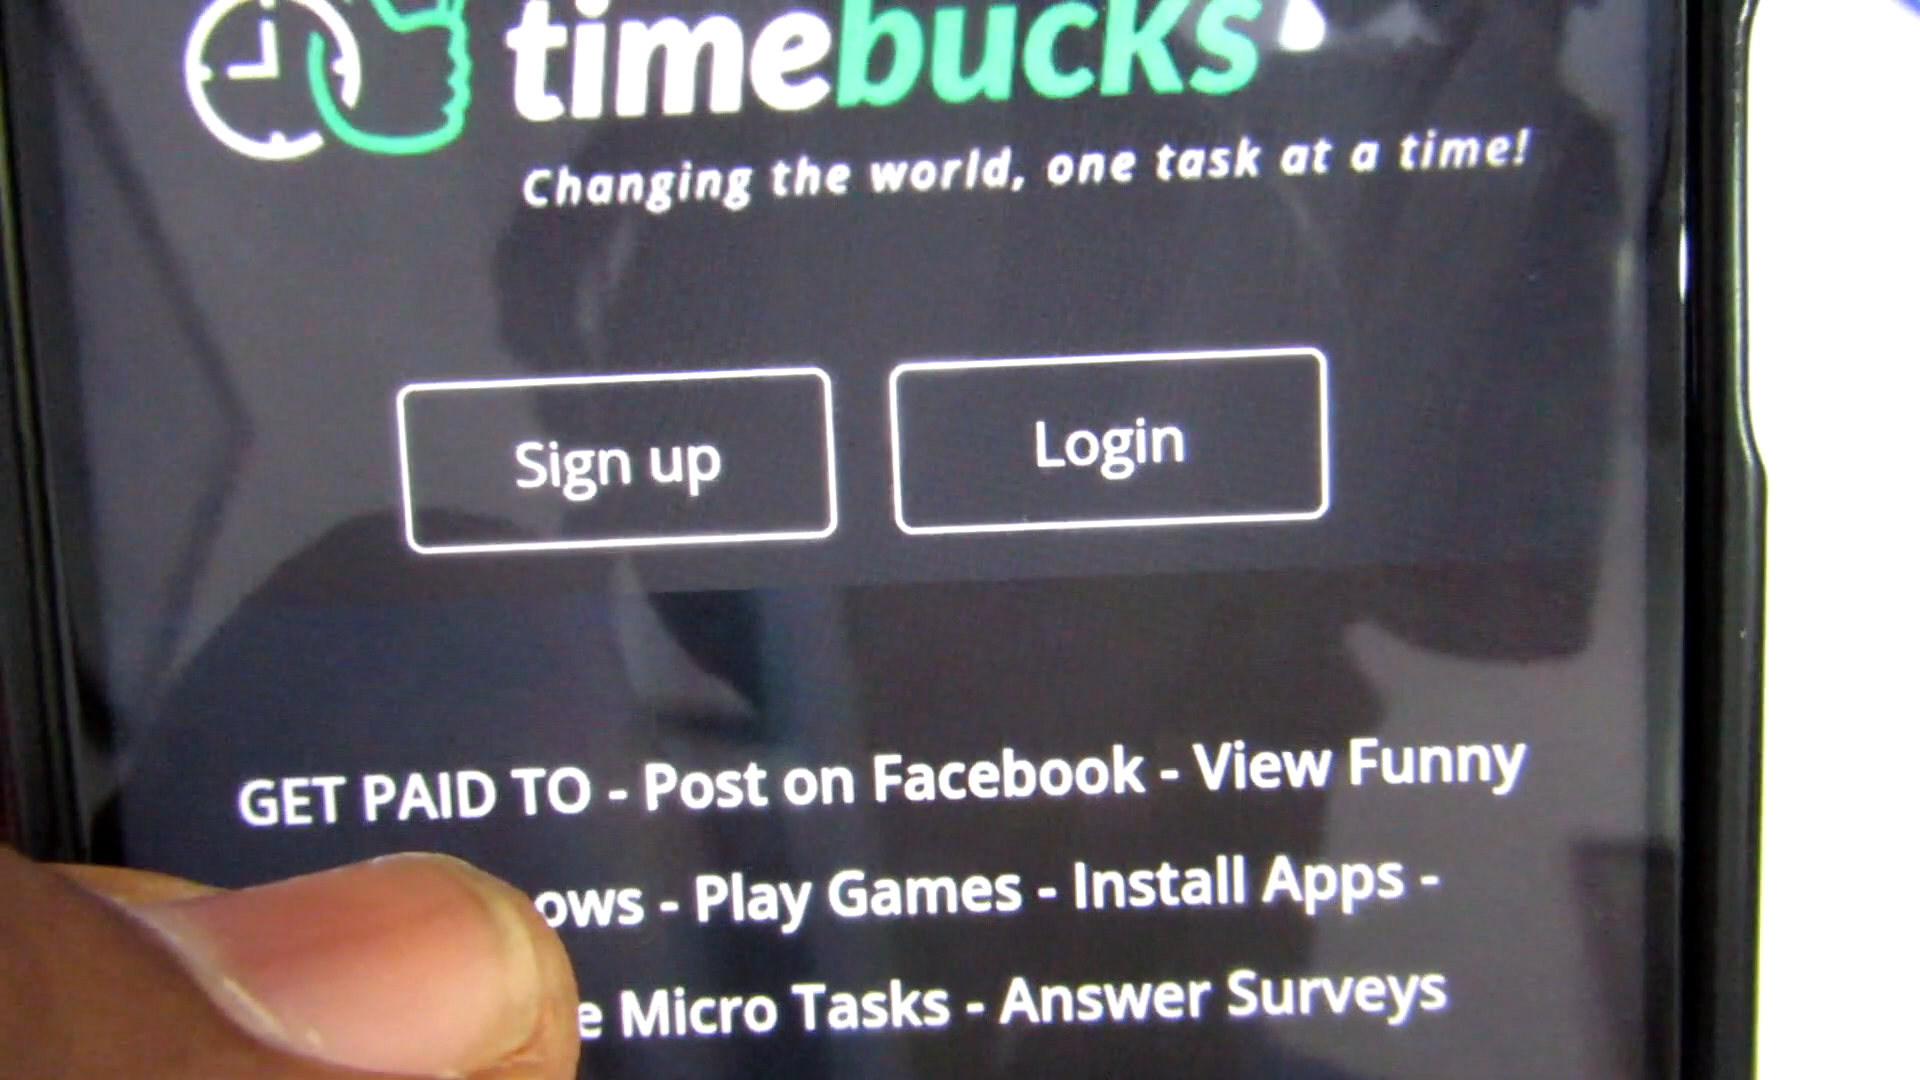 timebucks
Changing the world, one task at a time!
Sign up
Login
GET PAID TO - Post on Facebook - View Funny
- Play Games - Install Apps -
Micro Tasks - Answer Surveys